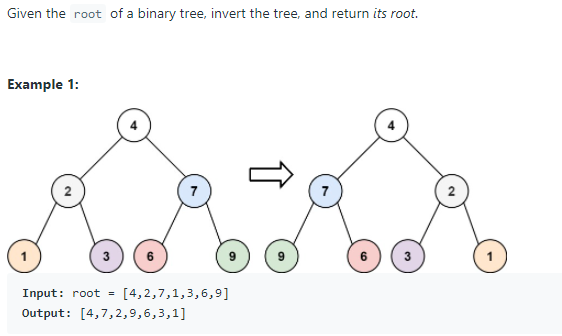 Given the root of a binary tree, invert the tree, and return its root.
Example 1:
4 4
2 7 7 2
1 3 6 9 9 6 3 1
Input: root = [4,2,7,1,3,6,9]
Output: [4,7,2,9,6,3,1]